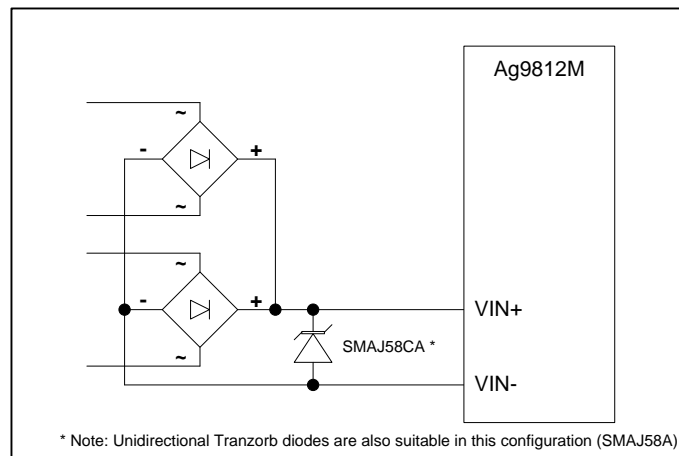 Ag9812M
~
- +
~
~
- +
VIN+
SMAJ58CA *
~
VIN-
* Note: Unidirectional Tranzorb diodes are also suitable in this configuration (SMAJ58A)